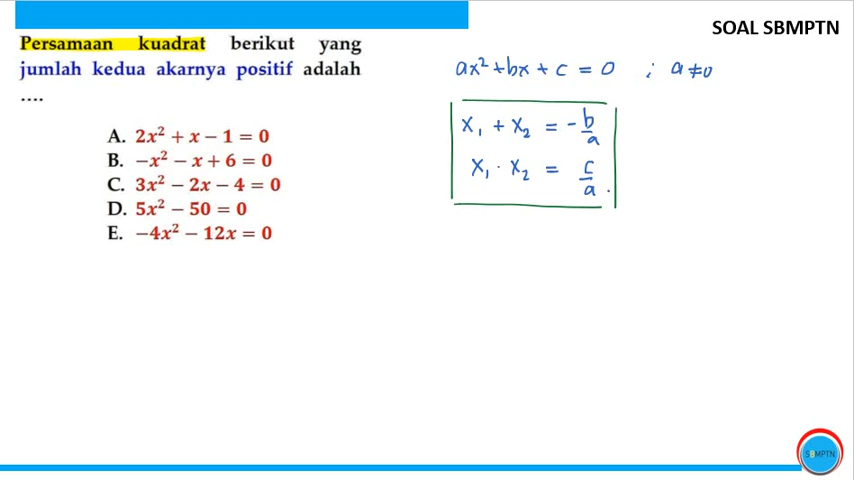 SOAL SBMPTN
Persamaan kuadrat berikut yang
jumlah kedua akarnya positif adalah
....
A. 2x² + x − 1 = 0
B. −x² − x + 6 = 0
C. 3x² − 2x − 4 = 0
D. 5x² − 50 = 0
E. −4x² − 12x = 0
ax² + bx + c = 0 ; a ≠ 0
x₁ + x₂ = − b/a
x₁ · x₂ = c/a .
SBMPTN